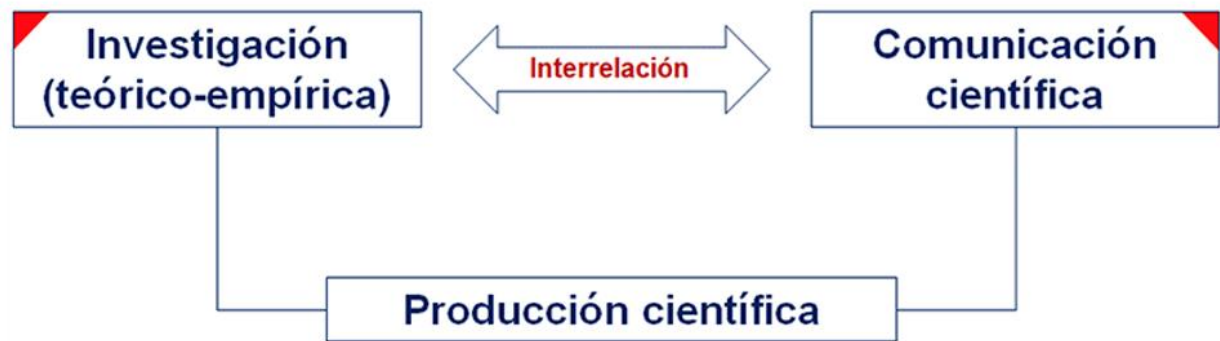 Investigación
(teórico-empírica)
Interrelación
Comunicación
científica
Producción científica